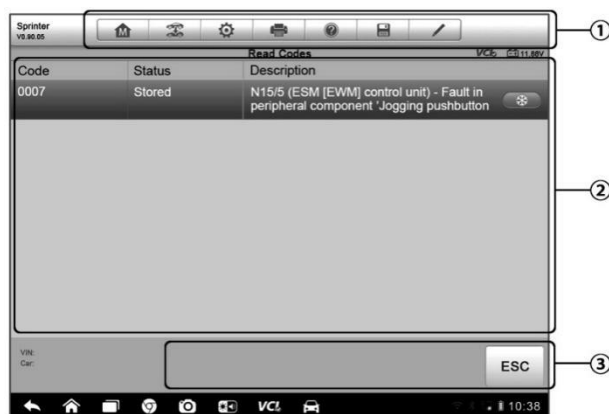 Sprinter
V0.90.05
Read Codes
VCI 11.88V
Code Status Description
0007 Stored N15/5 (ESM [EWM] control unit) - Fault in
peripheral component 'Jogging pushbutton
VIN:
Car:
ESC
VCI 10:38
①
②
③